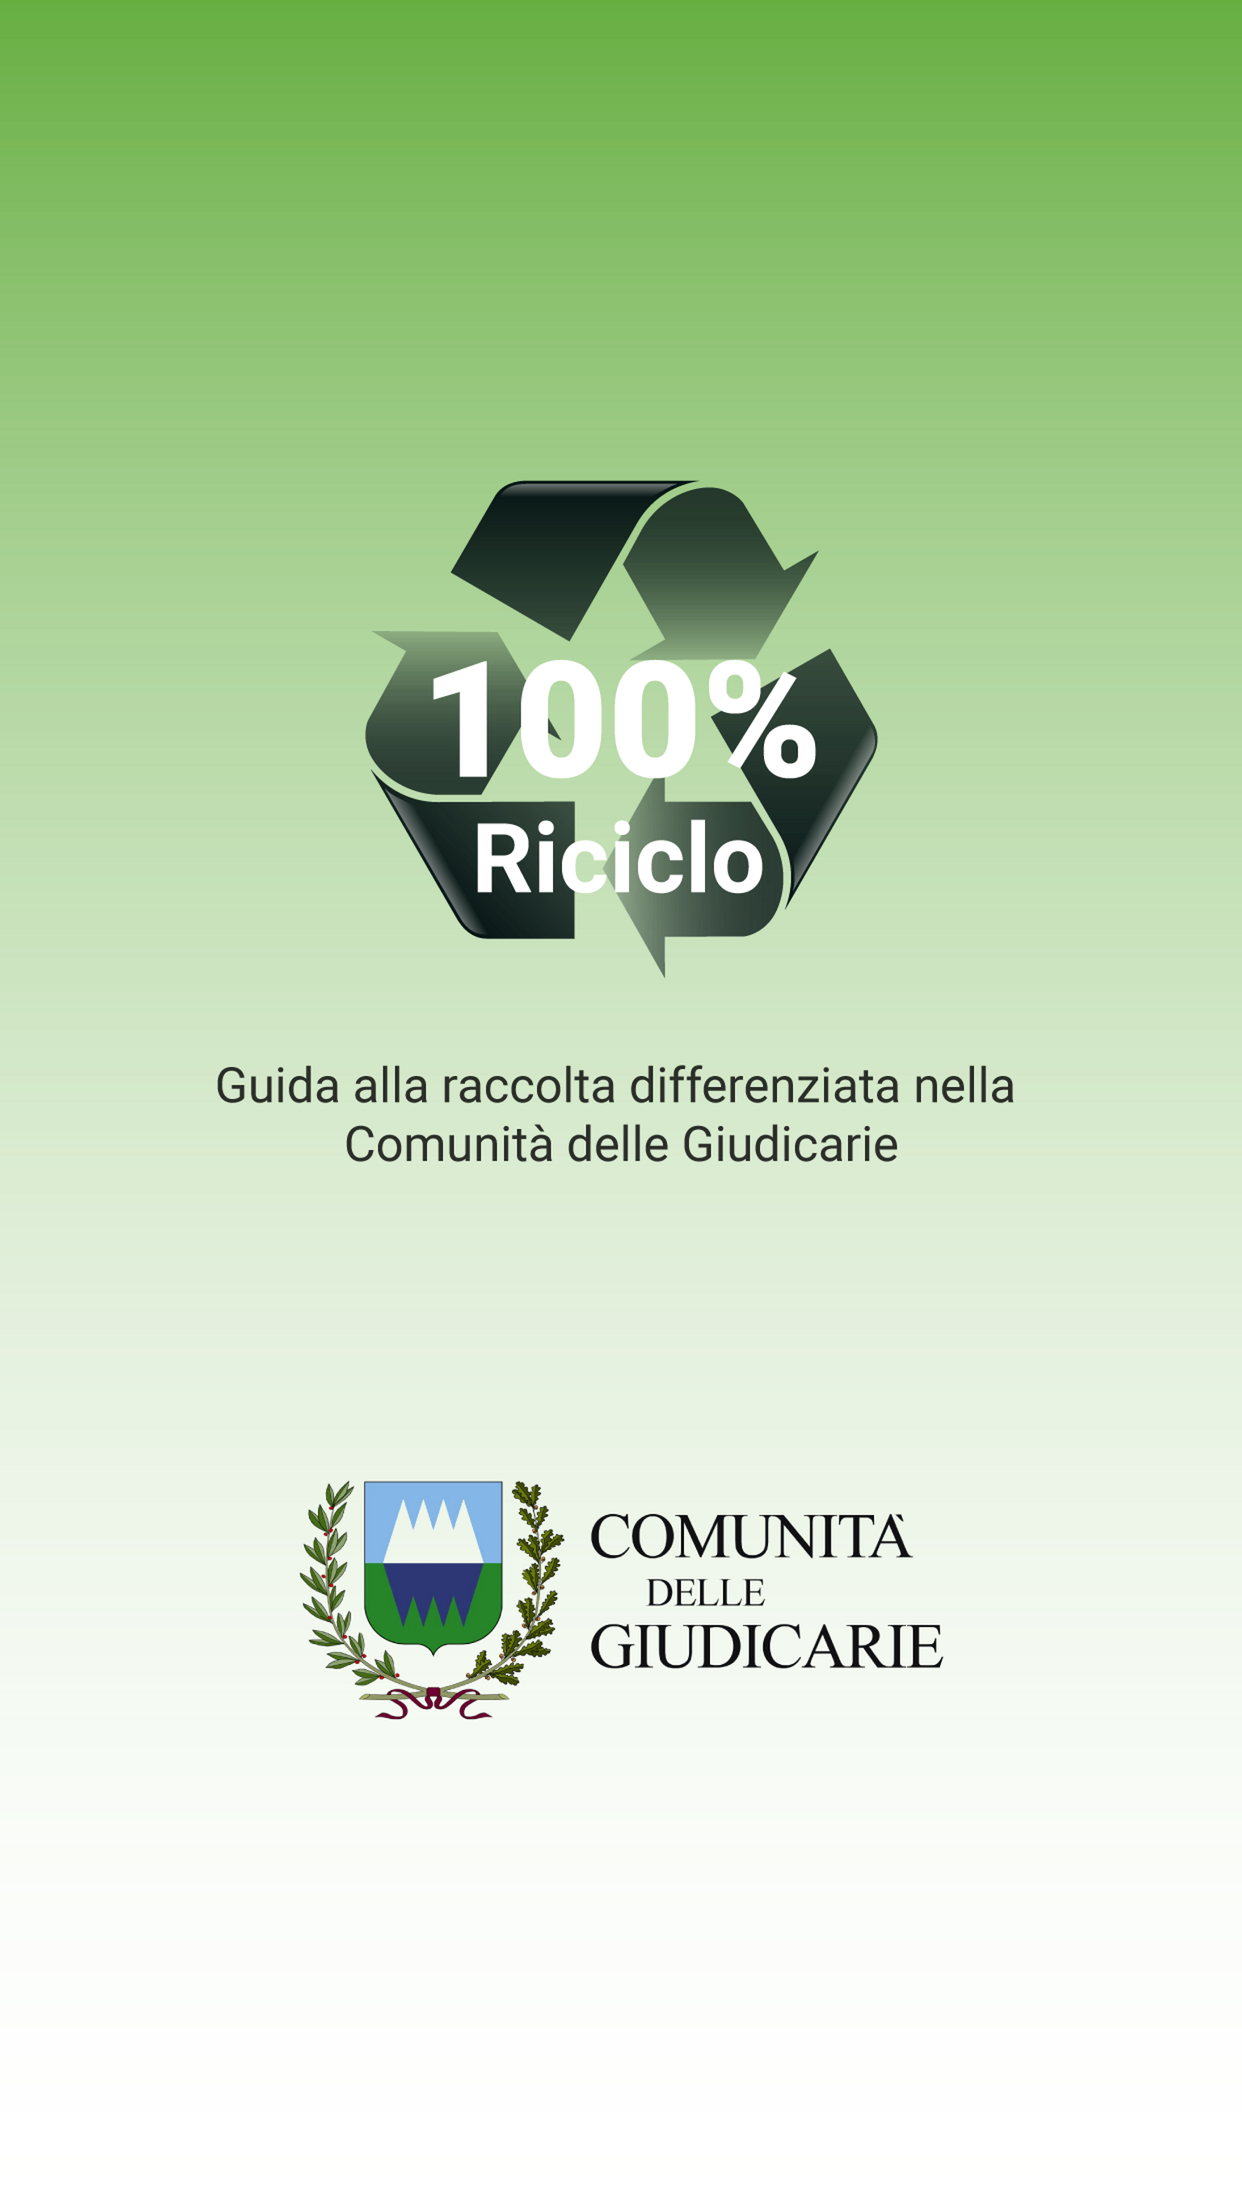 100%
Riciclo
Guida alla raccolta differenziata nella
Comunità delle Giudicarie
COMUNITÀ
DELLE
GIUDICARIE